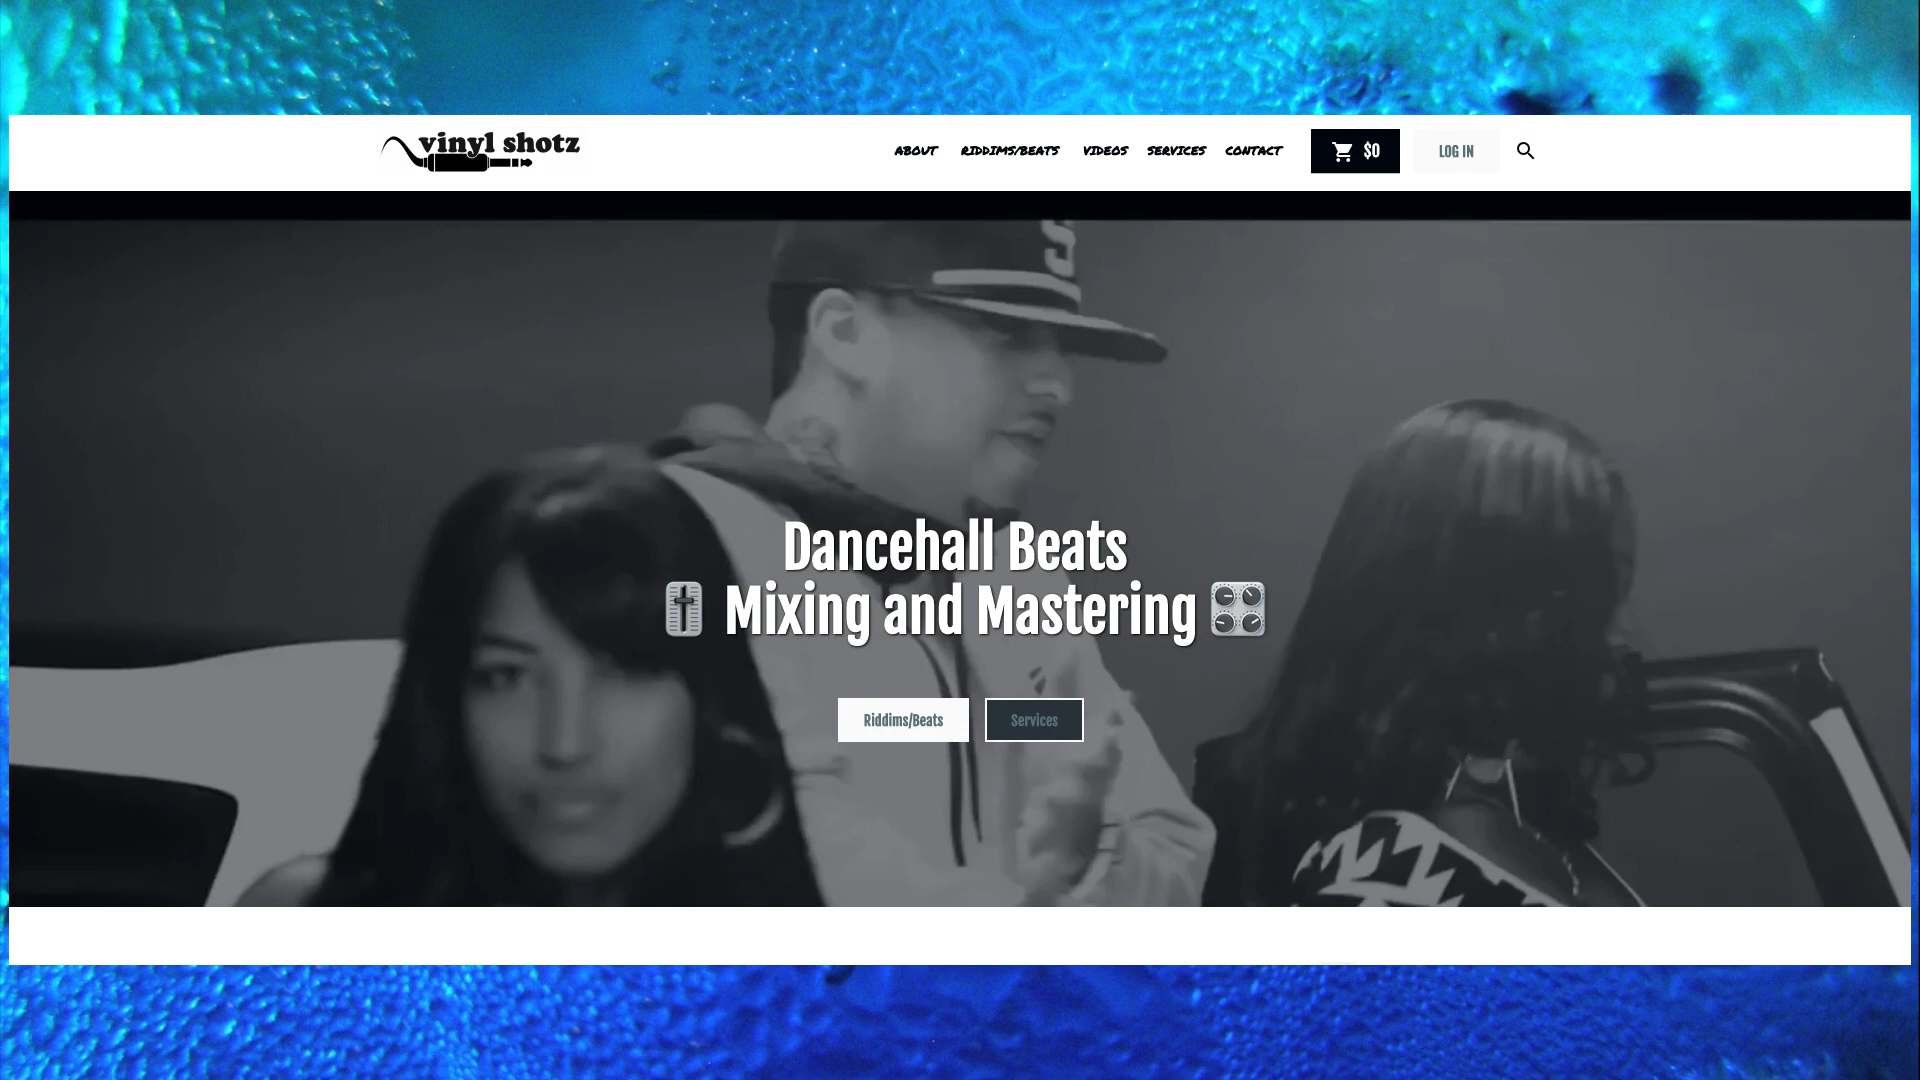 vinyl shotz
ABOUT RIDDIMS/BEATS VIDEOS SERVICES CONTACT $0 LOG IN
S
Dancehall Beats
Mixing and Mastering
Riddims/Beats Services